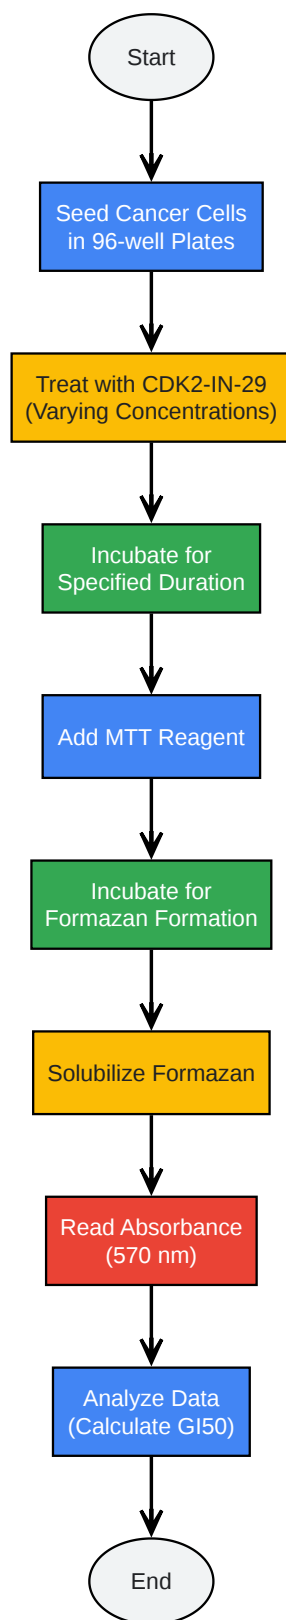 Start
Seed Cancer Cells
in 96-well Plates
Treat with CDK2-IN-29
(Varying Concentrations)
Incubate for
Specified Duration
Add MTT Reagent
Incubate for
Formazan Formation
Solubilize Formazan
Read Absorbance
(570 nm)
Analyze Data
(Calculate GI50)
End